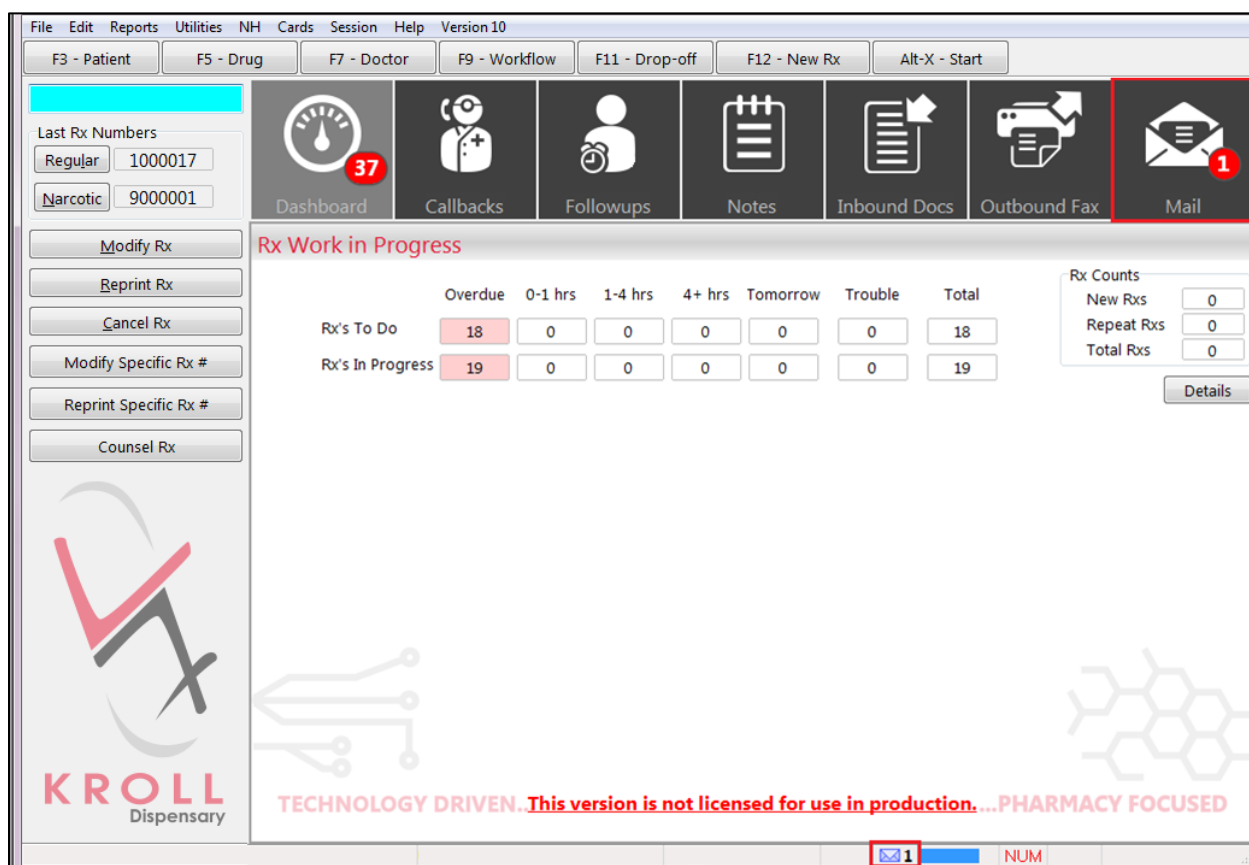 File Edit Reports Utilities NH Cards Session Help Version 10
F3 - Patient F5 - Drug F7 - Doctor F9 - Workflow F11 - Drop-off F12 - New Rx Alt-X - Start
Last Rx Numbers
Regular 1000017
Narcotic 9000001
Modify Rx
Reprint Rx
Cancel Rx
Modify Specific Rx #
Reprint Specific Rx #
Counsel Rx
KROLL
Dispensary
37 1
Dashboard Callbacks Followups Notes Inbound Docs Outbound Fax Mail
Rx Work in Progress
Overdue 0-1 hrs 1-4 hrs 4+ hrs Tomorrow Trouble Total
Rx's To Do 18 0 0 0 0 0 18
Rx's In Progress 19 0 0 0 0 0 19
Rx Counts
New Rxs 0
Repeat Rxs 0
Total Rxs 0
Details
TECHNOLOGY DRIVEN..This version is not licensed for use in production....PHARMACY FOCUSED
1 NUM